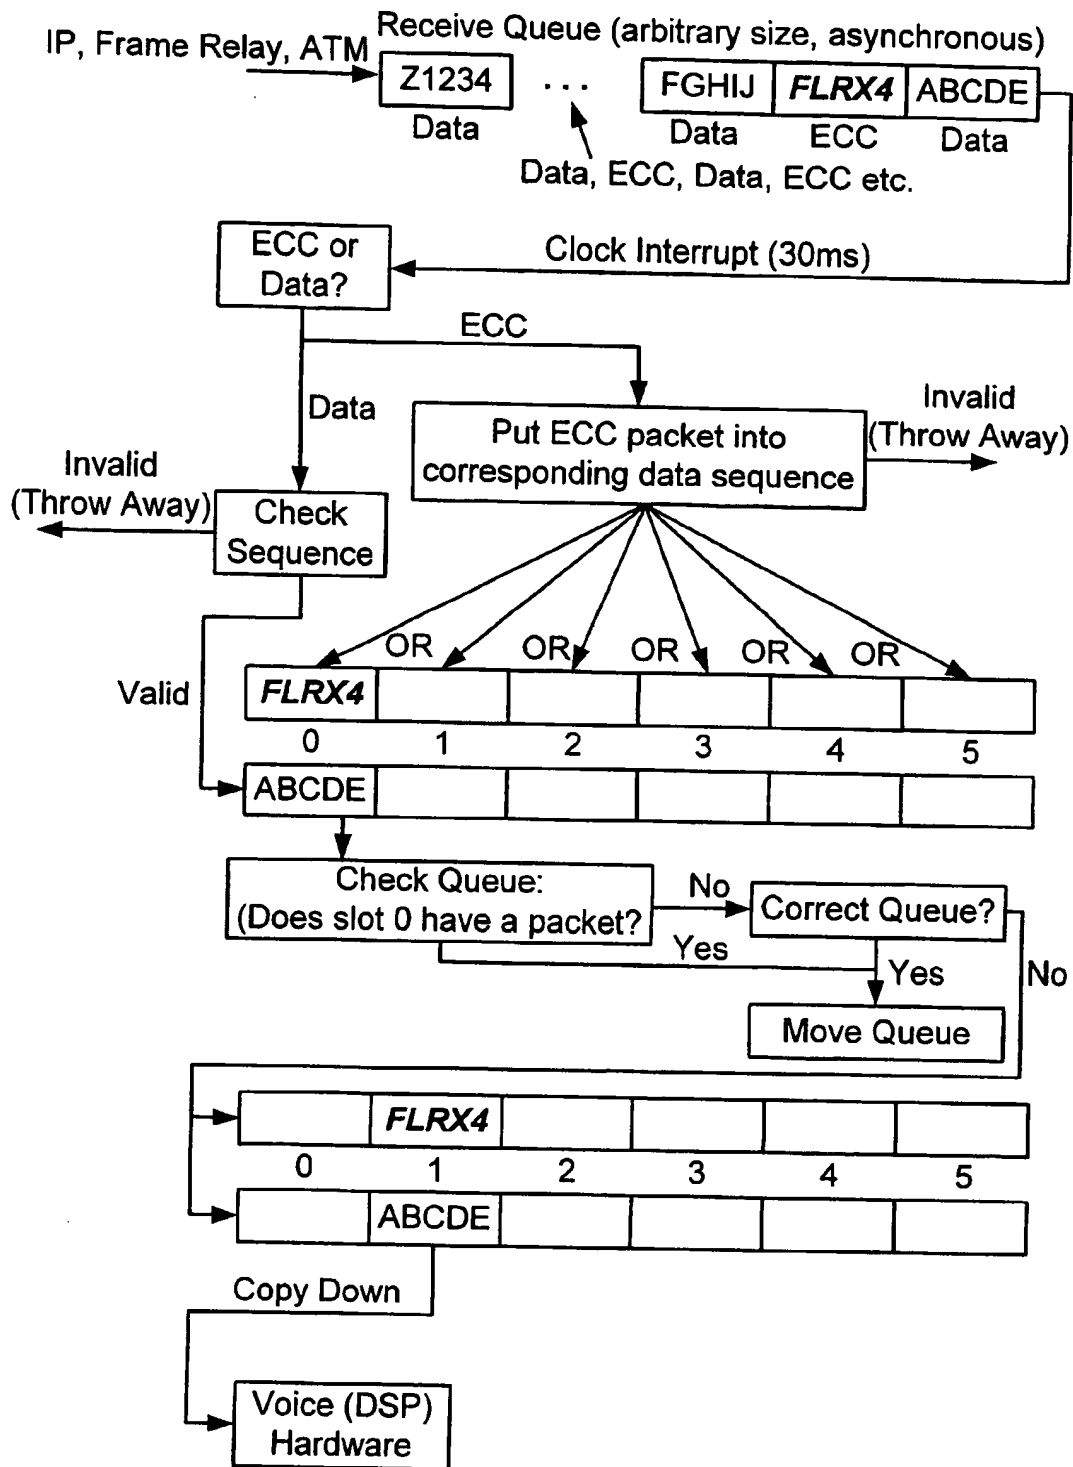 Receive Queue (arbitrary size, asynchronous)
IP, Frame Relay, ATM
Z1234 ... FGHIJ FLRX4 ABCDE
Data Data ECC Data
Data, ECC, Data, ECC etc.
ECC or
Data?
Clock Interrupt (30ms)
ECC
Data
Put ECC packet into
corresponding data sequence
Invalid
(Throw Away)
Invalid
(Throw Away)
Check
Sequence
OR OR OR OR OR
Valid
FLRX4
0 1 2 3 4 5
ABCDE
Check Queue:
(Does slot 0 have a packet?
No
Correct Queue?
Yes
Yes
No
Move Queue
FLRX4
0 1 2 3 4 5
ABCDE
Copy Down
Voice (DSP)
Hardware